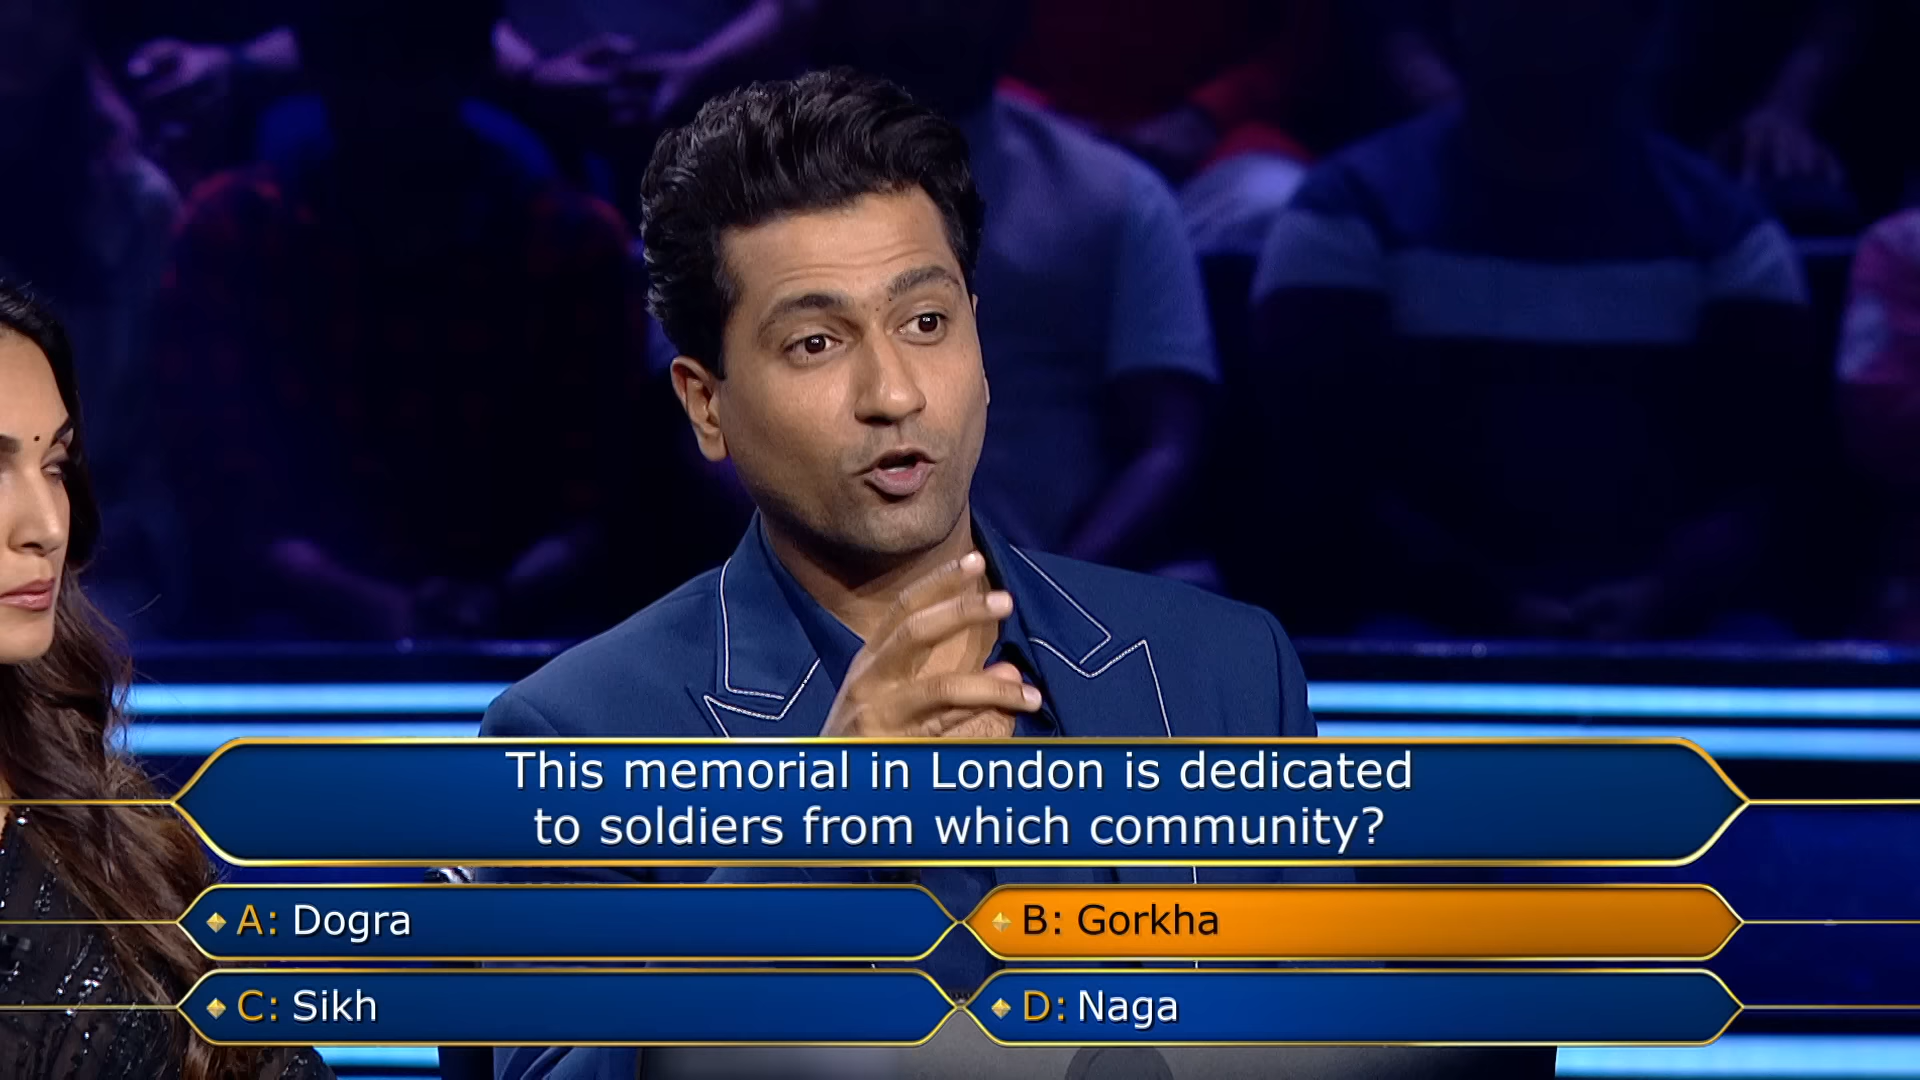 This memorial in London is dedicated
to soldiers from which community?
A: Dogra
B: Gorkha
C: Sikh
D: Naga